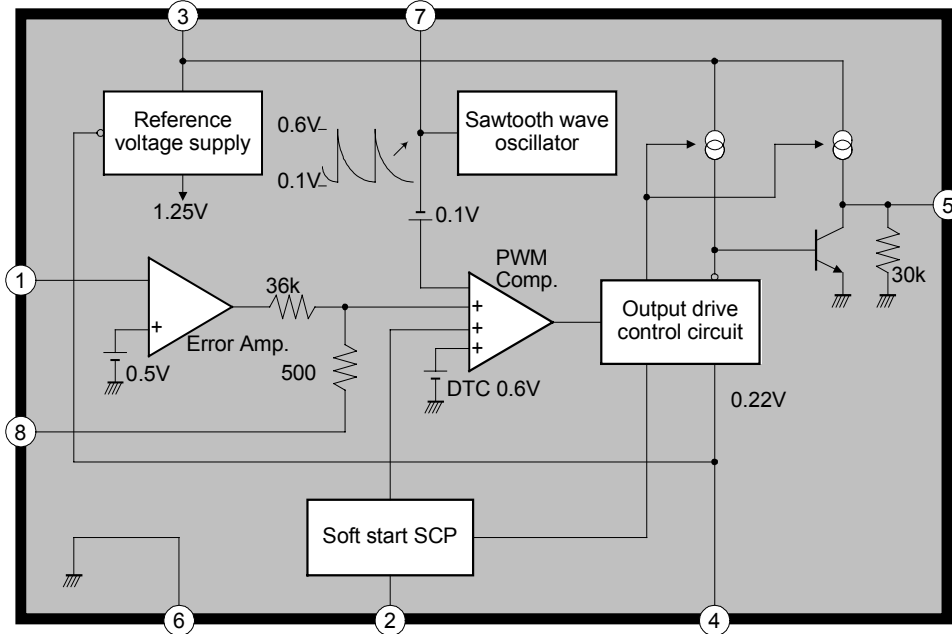 3
7
Reference
voltage supply
0.6V
0.1V
Sawtooth wave
oscillator
1.25V
0.1V
5
1
36k
PWM
Comp.
+
Error Amp.
0.5V
500
+
+
+
DTC 0.6V
Output drive
control circuit
30k
0.22V
8
Soft start SCP
6
2
4